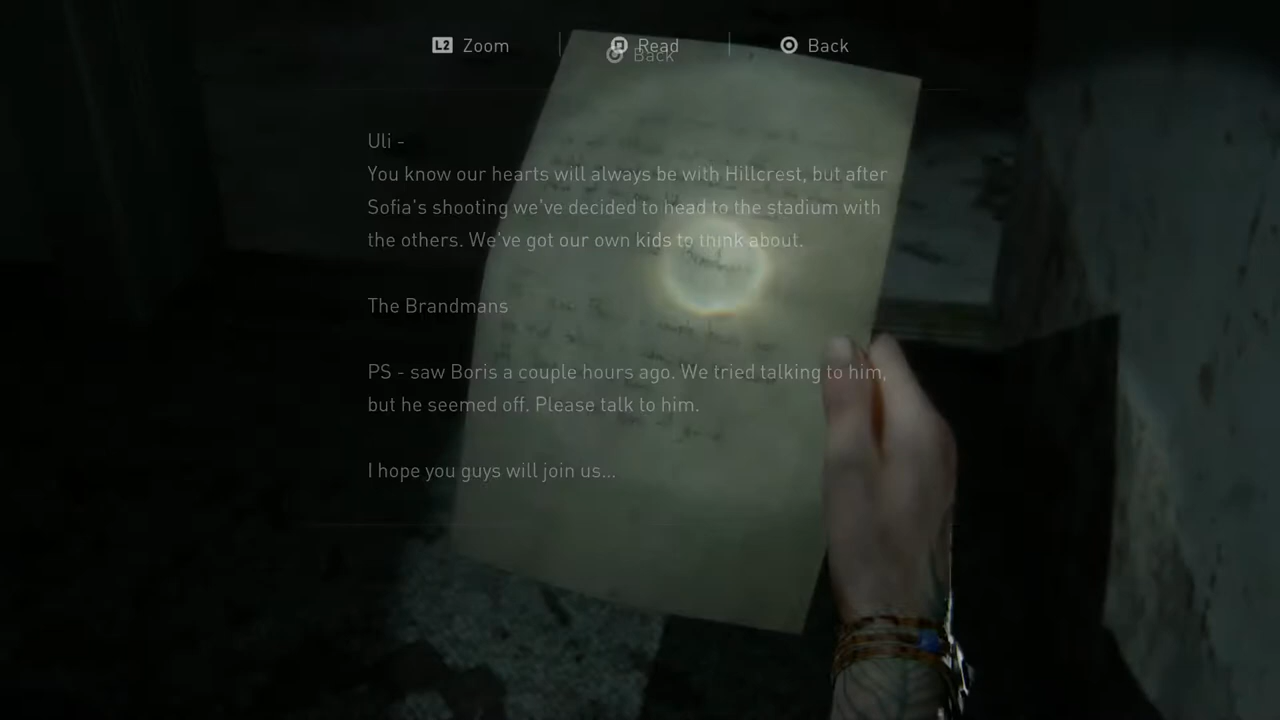 L2 Zoom Read Back
Back
Uli -
You know our hearts will always be with Hillcrest, but after
Sofia's shooting we've decided to head to the stadium with
the others. We've got our own kids to think about.
The Brandmans
PS - saw Boris a couple hours ago. We tried talking to him,
but he seemed off. Please talk to him.
I hope you guys will join us...